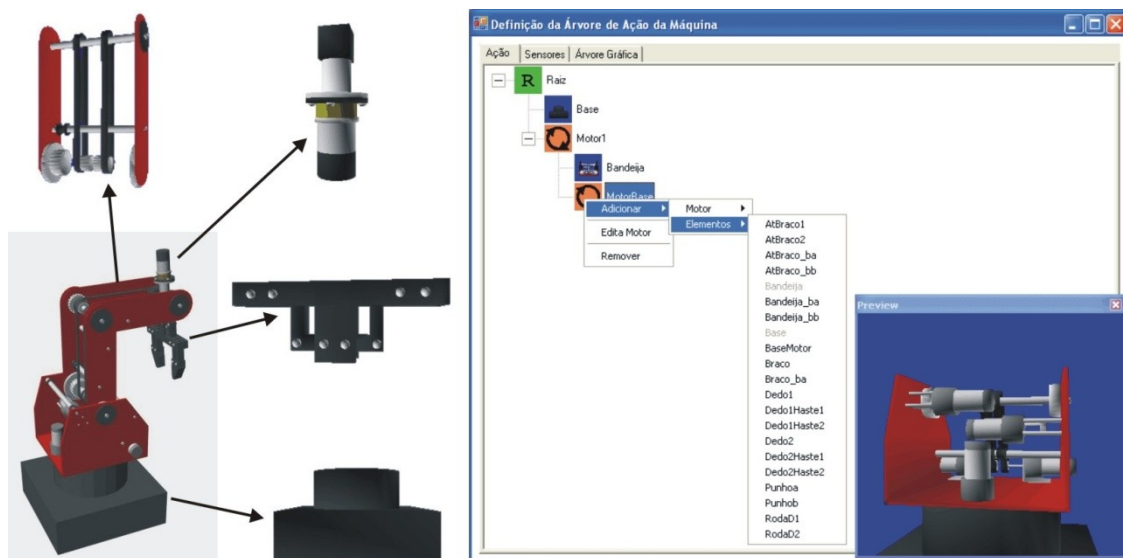 Definição da Árvore de Ação da Máquina
Ação Sensores Árvore Gráfica
R Raiz
Base
Motor1
Bandeija
MotorBase
Adicionar Motor
Elementos
Edita Motor
Remover
AtBraco1
AtBraco2
AtBraco_ba
AtBraco_bb
Bandeija
Bandeija_ba
Bandeija_bb
Base
BaseMotor
Braco
Braco_ba
Dedo1
Dedo1Haste1
Dedo1Haste2
Dedo2
Dedo2Haste1
Dedo2Haste2
Punhoa
Punhob
RodaD1
RodaD2
Preview